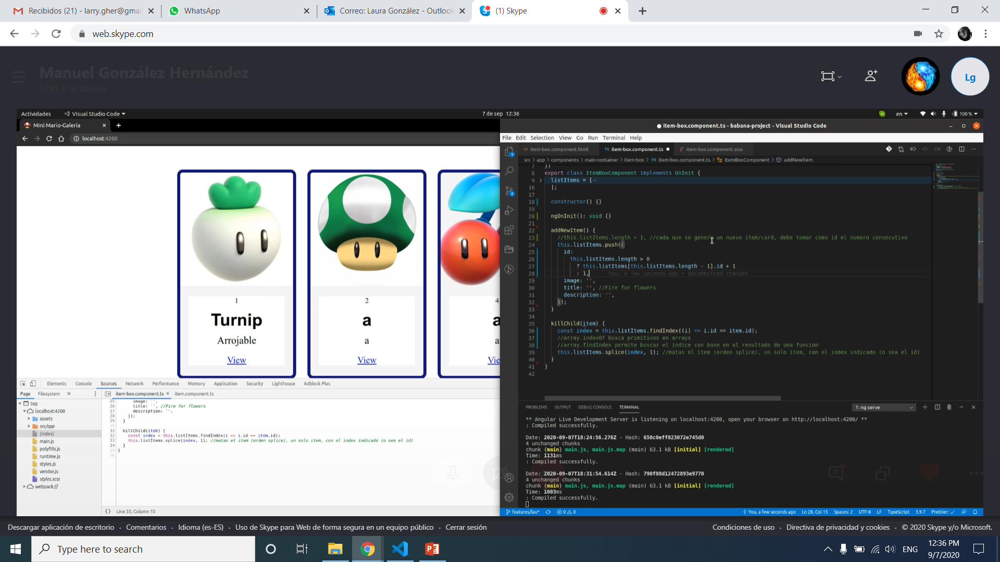 Recibidos (21) - larry.gher@gmai
WhatsApp
Correo: Laura González - Outlook
(1) Skype
web.skype.com
Manuel González Hernández
17:07 | Galería
Lg
Actividades
Visual Studio Code
7 de sep 12:36
en
100 %
Mini Mario-Galería
localhost:4200
1
Turnip
Arrojable
View
2
a
a
View
4
a
a
Vie
Elements Console Sources Network Performance Memory Application Security Lighthouse Adblock Plus
Page Filesystem »
item-box.component.ts × item.component.ts
top
localhost:4200
assets
src/app
(index)
main.js
polyfills.js
runtime.js
styles.js
vendor.js
styles.scss
webpack://
25 image: '',
26 title: '', //Fire for flowers
27 description: '',
28 });
29 }
30
31 killChild(item) {
32 const index = this.listItems.findIndex(i => i.id == item.id);
33 this.listItems.splice(index, 1); //matas el item (orden splice), un solo item, con el index indicado (o sea el id)
34 }
35 }
36
{} Line 33, Column 10
● item-box.component.ts - babana-project - Visual Studio Code
File Edit Selection View Go Run Terminal Help
item-box.component.html
TS item-box.component.ts ●
item-box.component.scss
src > app > components > main-container > item-box > TS item-box.component.ts > ItemBoxComponent > addNewItem
7 })
8 export class ItemBoxComponent implements OnInit {
9 listItems = [ ⋯
16 ];
17
18 constructor() {}
19
20 ngOnInit(): void {}
21
22 addNewItem() {
23 //this.listItems.length + 1, //cada que se genere un nuevo item/card, debe tomar como id el numero consecutivo
24 this.listItems.push({
25 id:
26 this.listItems.length > 0
27 ? this.listItems[this.listItems.length - 1].id + 1
28 : 1, You, a few seconds ago • Uncommitted changes
29 image: '',
30 title: '', //Fire for flowers
31 description: '',
32 });
33 }
34
35 killChild(item) {
36 const index = this.listItems.findIndex((i) => i.id == item.id);
37 //array.indexOf busca primitivos en arrays
38 //array.findIndex permite buscar el indice con base en el resultado de una funcion
39 this.listItems.splice(index, 1); //matas el item (orden splice), un solo item, con el index indicado (o sea el id)
40 }
41 }
42
PROBLEMS OUTPUT DEBUG CONSOLE TERMINAL
1: ng serve
** Angular Live Development Server is listening on localhost:4200, open your browser on http://localhost:4200/ **
: Compiled successfully.
Date: 2020-09-07T18:24:56.276Z - Hash: 650c0eff023072e745d0
4 unchanged chunks
chunk {main} main.js, main.js.map (main) 63.1 kB [initial] [rendered]
Time: 1131ms
: Compiled successfully.
Date: 2020-09-07T18:31:54.614Z - Hash: 790f88d12472893e9770
4 unchanged chunks
chunk {main} main.js, main.js.map (main) 63.1 kB [initial] [rendered]
Time: 1003ms
: Compiled successfully.
features/lau*
0 0
You, a few seconds ago Ln 28, Col 15 Spaces: 2 UTF-8 LF TypeScript 3.9.7 Prettier: ✓
Descargar aplicación de escritorio · Comentarios · Idioma (es-ES) · Uso de Skype para Web de forma segura en un equipo público · Cerrar sesión
Condiciones de uso · Directiva de privacidad y cookies · © 2020 Skype y/o Microsoft.
Type here to search
ENG
12:36 PM
9/7/2020